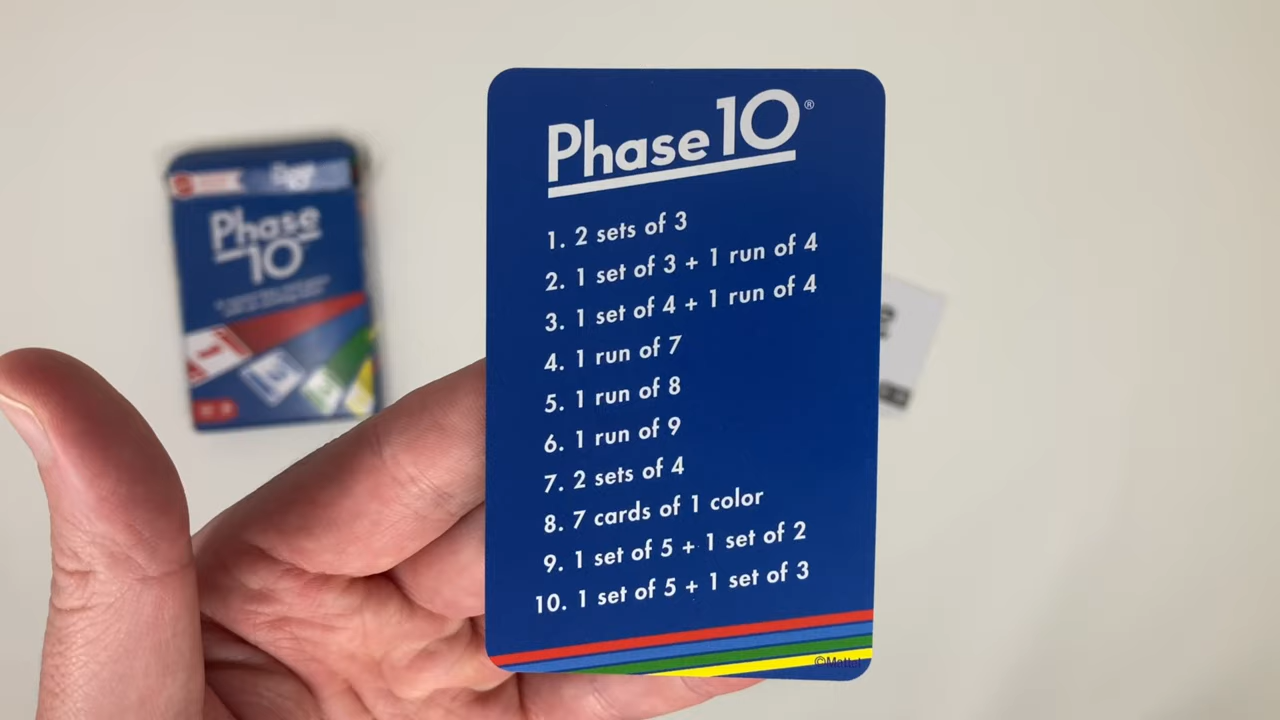 Phase 10®
1. 2 sets of 3
2. 1 set of 3 + 1 run of 4
3. 1 set of 4 + 1 run of 4
4. 1 run of 7
5. 1 run of 8
6. 1 run of 9
7. 2 sets of 4
8. 7 cards of 1 color
9. 1 set of 5 + 1 set of 2
10. 1 set of 5 + 1 set of 3
©Mattel
Phase
10
1
2
2